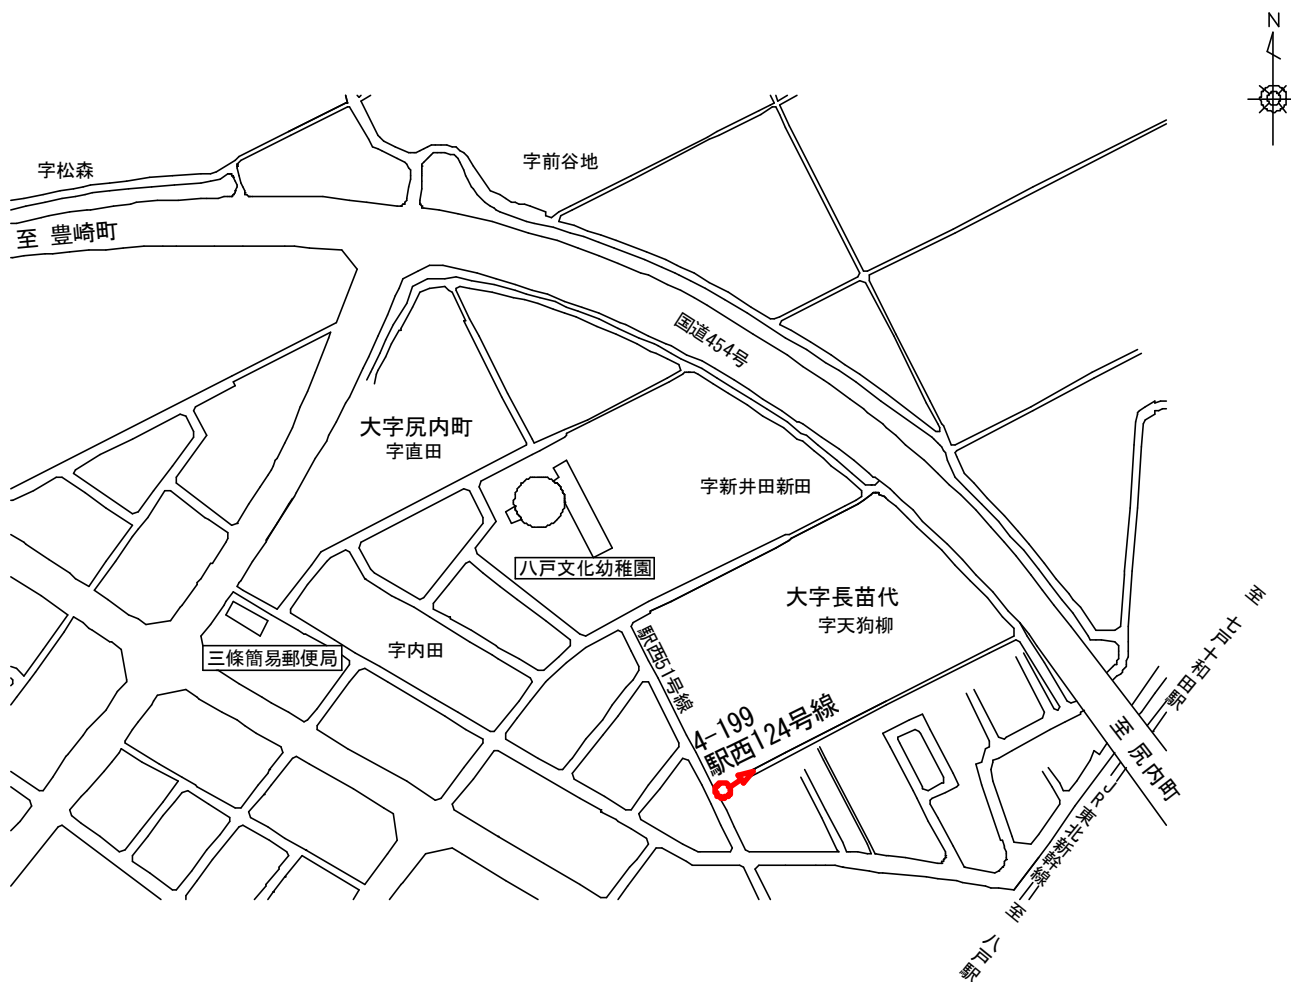 N
字松森
字前谷地
至 豊崎町
国道454号
大字尻内町
字直田
字新井田新田
八戸文化幼稚園
大字長苗代
字天狗柳
至 七戸十和田駅
駅西51号線
字内田
三條簡易郵便局
4-199
駅西124号線
至 尻内町
JR東北新幹線
至 八戸駅